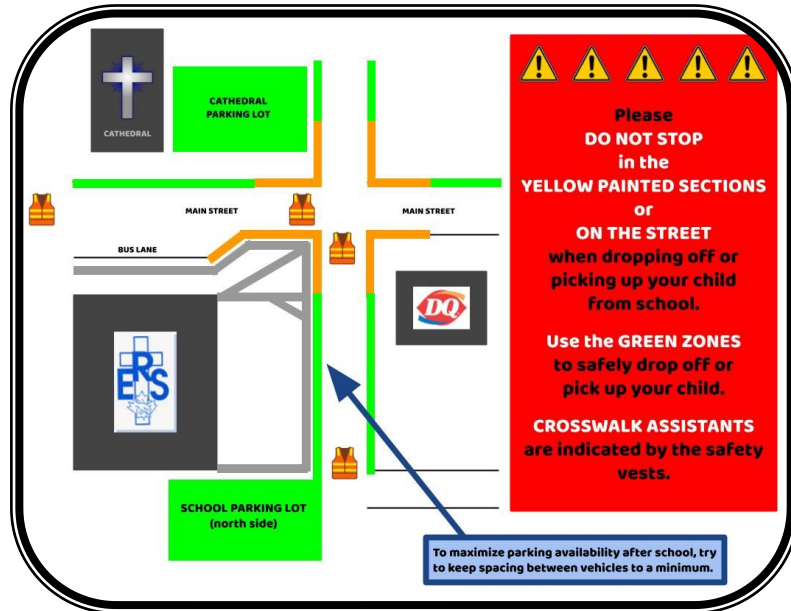 CATHEDRAL
CATHEDRAL
PARKING LOT
MAIN STREET
MAIN STREET
BUS LANE
DQ
ERS
SCHOOL PARKING LOT
(north side)
To maximize parking availability after school, try
to keep spacing between vehicles to a minimum.
Please
DO NOT STOP
in the
YELLOW PAINTED SECTIONS
or
ON THE STREET
when dropping off or
picking up your child
from school.
Use the GREEN ZONES
to safely drop off or
pick up your child.
CROSSWALK ASSISTANTS
are indicated by the safety
vests.